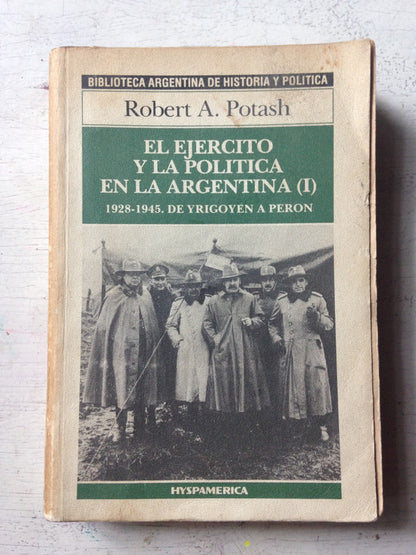 BIBLIOTECA ARGENTINA DE HISTORIA Y POLITICA
Robert A. Potash
EL EJERCITO
Y LA POLITICA
EN LA ARGENTINA (I)
1928-1945. DE YRIGOYEN A PERON
HYSPAMERICA